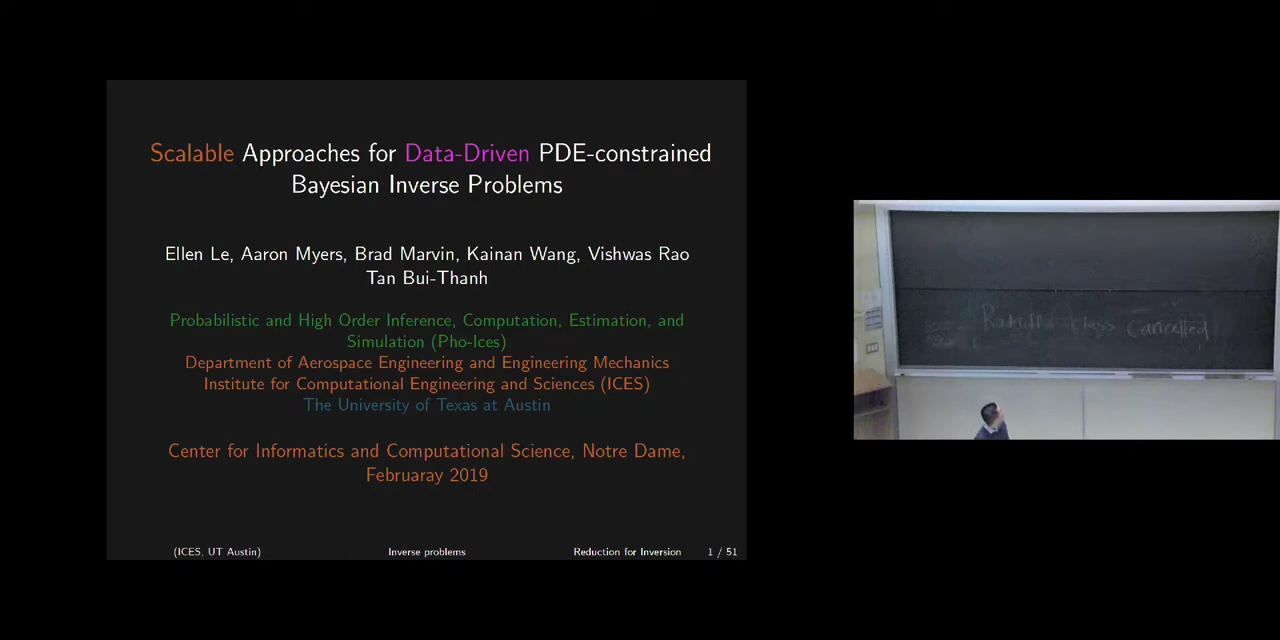 Scalable Approaches for Data-Driven PDE-constrained
Bayesian Inverse Problems
Ellen Le, Aaron Myers, Brad Marvin, Kainan Wang, Vishwas Rao
Tan Bui-Thanh
Probabilistic and High Order Inference, Computation, Estimation, and
Simulation (Pho-Ices)
Department of Aerospace Engineering and Engineering Mechanics
Institute for Computational Engineering and Sciences (ICES)
The University of Texas at Austin
Center for Informatics and Computational Science, Notre Dame,
Februaray 2019
(ICES, UT Austin) Inverse problems Reduction for Inversion 1 / 51
class Cancelled